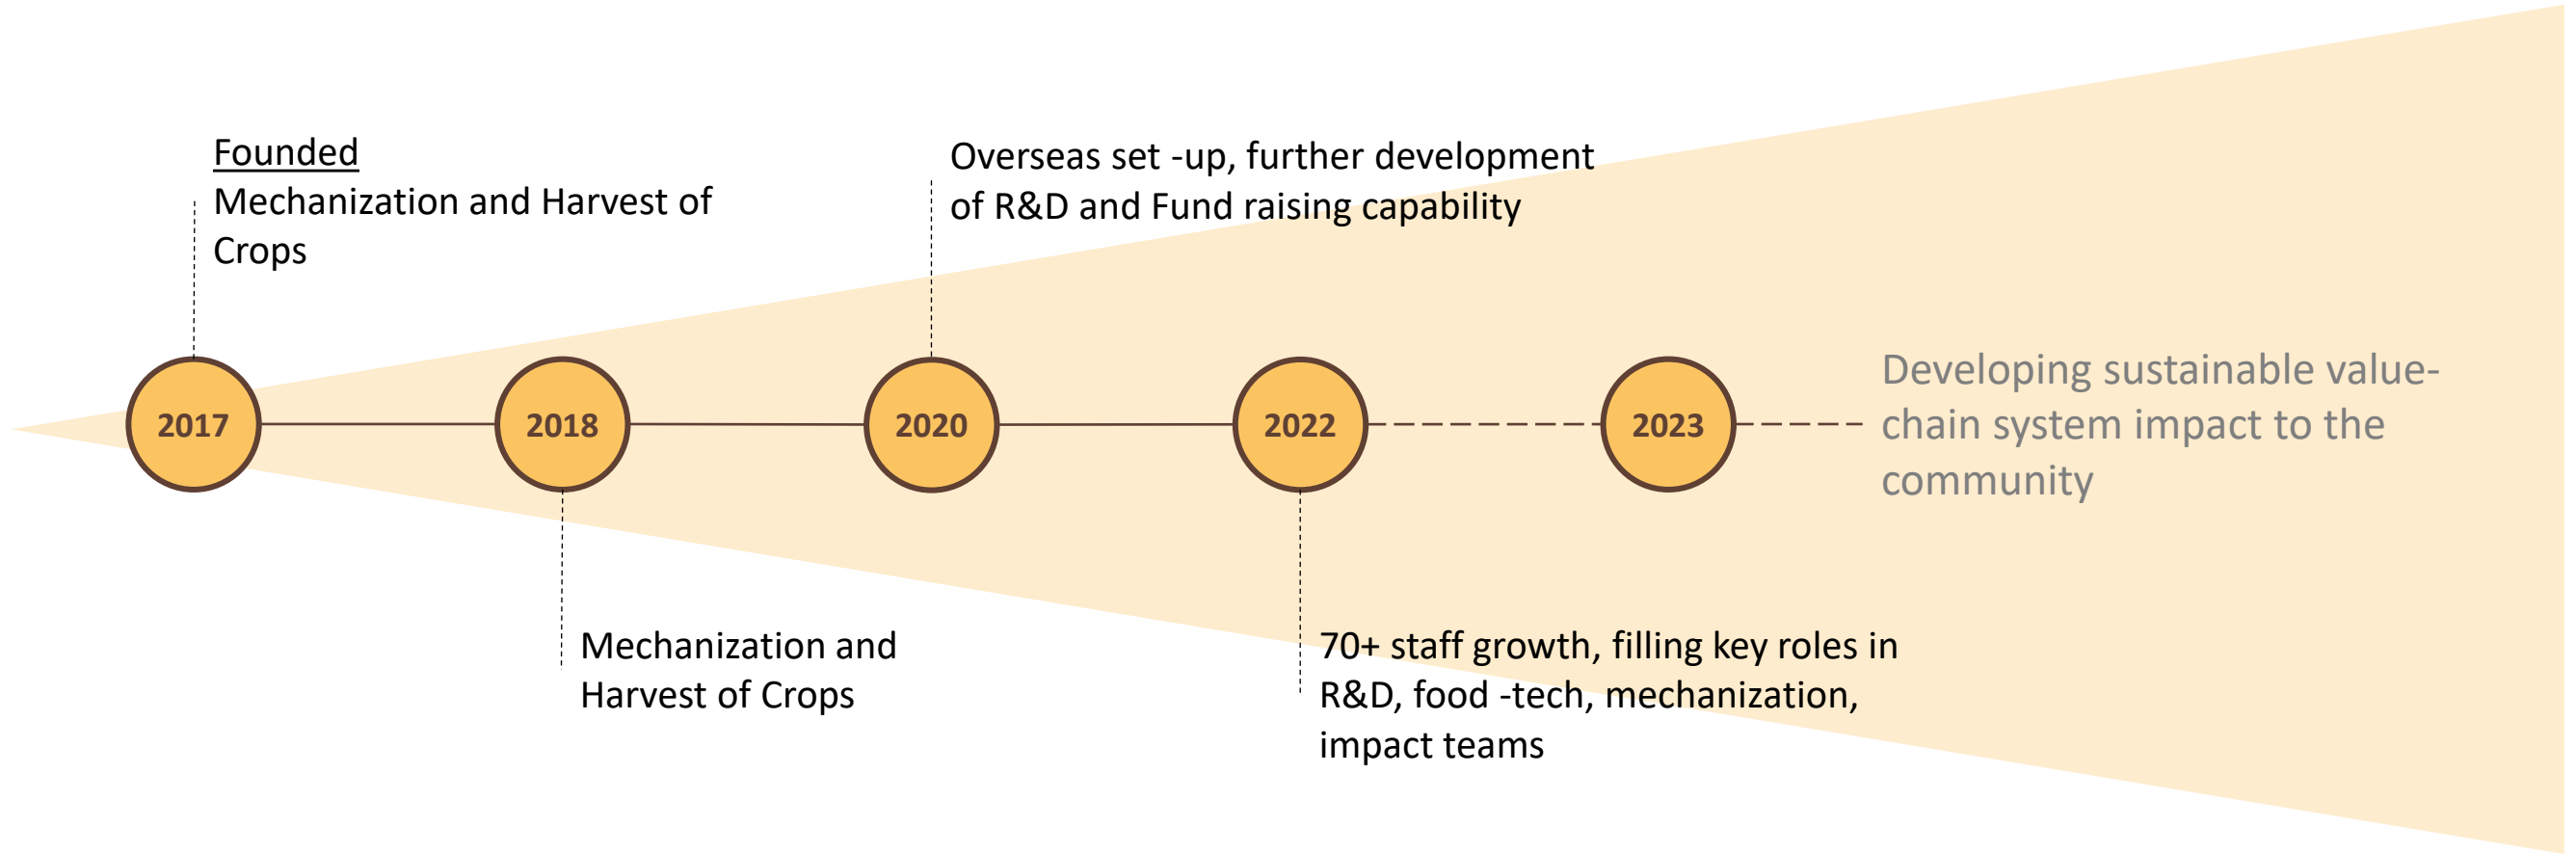 Founded
Mechanization and Harvest of
Crops
Overseas set -up, further development
of R&D and Fund raising capability
2017
2018
2020
2022
2023
Developing sustainable value-
chain system impact to the
community
Mechanization and
Harvest of Crops
70+ staff growth, filling key roles in
R&D, food -tech, mechanization,
impact teams